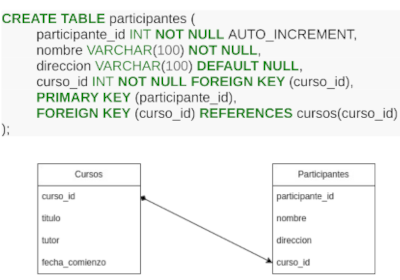 CREATE TABLE participantes (
participante_id INT NOT NULL AUTO_INCREMENT,
nombre VARCHAR(100) NOT NULL,
direccion VARCHAR(100) DEFAULT NULL,
curso_id INT NOT NULL FOREIGN KEY (curso_id),
PRIMARY KEY (participante_id),
FOREIGN KEY (curso_id) REFERENCES cursos(curso_id)
);
Cursos
curso_id
titulo
tutor
fecha_comienzo
Participantes
participante_id
nombre
direccion
curso_id